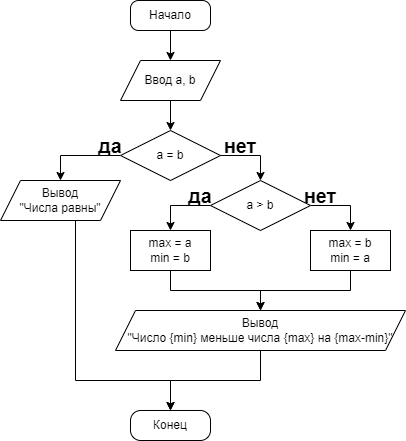 Начало
Ввод a, b
да
нет
a = b
Вывод
"Числа равны"
да
нет
a > b
max = a
min = b
max = b
min = a
Вывод
"Число {min} меньше числа {max} на {max-min}"
Конец